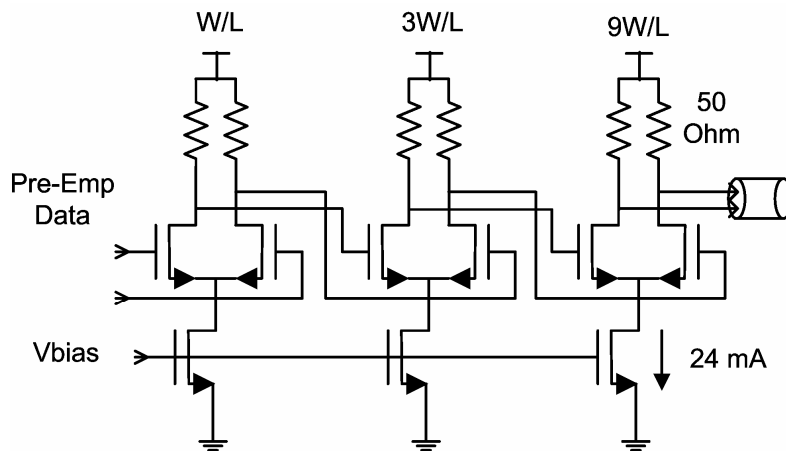 W/L
3W/L
9W/L
50
Ohm
Pre-Emp
Data
Vbias
24 mA